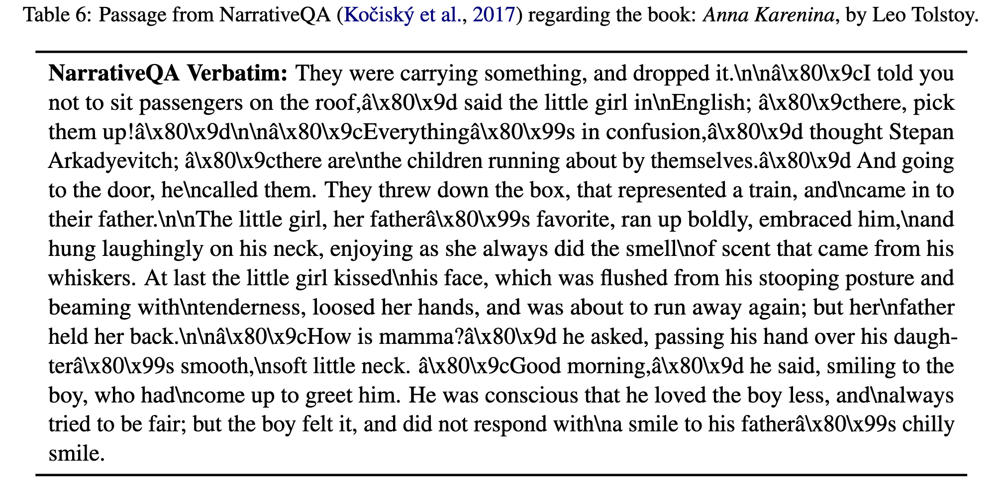 Table 6: Passage from NarrativeQA (Kočiský et al., 2017) regarding the book: Anna Karenina, by Leo Tolstoy.
NarrativeQA Verbatim: They were carrying something, and dropped it.\n\nâ\x80\x9cI told you
not to sit passengers on the roof,â\x80\x9d said the little girl in\nEnglish; â\x80\x9cthere, pick
them up!â\x80\x9d\n\nâ\x80\x9cEverythingâ\x80\x99s in confusion,â\x80\x9d thought Stepan
Arkadyevitch; â\x80\x9cthere are\nthe children running about by themselves.â\x80\x9d And going
to the door, he\ncalled them. They threw down the box, that represented a train, and\ncame in to
their father.\n\nThe little girl, her fatherâ\x80\x99s favorite, ran up boldly, embraced him,\nand
hung laughingly on his neck, enjoying as she always did the smell\nof scent that came from his
whiskers. At last the little girl kissed\nhis face, which was flushed from his stooping posture and
beaming with\ntenderness, loosed her hands, and was about to run away again; but her\nfather
held her back.\n\nâ\x80\x9cHow is mamma?â\x80\x9d he asked, passing his hand over his daugh-
terâ\x80\x99s smooth,\nsoft little neck. â\x80\x9cGood morning,â\x80\x9d he said, smiling to the
boy, who had\ncome up to greet him. He was conscious that he loved the boy less, and\nalways
tried to be fair; but the boy felt it, and did not respond with\na smile to his fatherâ\x80\x99s chilly
smile.